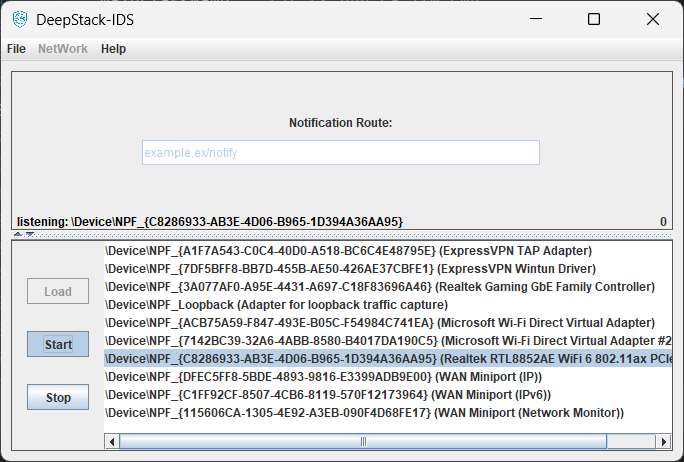 DeepStack-IDS
File NetWork Help
Notification Route:
example.ex/notify
listening: \Device\NPF_{C8286933-AB3E-4D06-B965-1D394A36AA95} 0
\Device\NPF_{A1F7A543-C0C4-40D0-A518-BC6C4E48795E} (ExpressVPN TAP Adapter)
\Device\NPF_{7DF5BFF8-BB7D-455B-AE50-426AE37CBFE1} (ExpressVPN Wintun Driver)
\Device\NPF_{3A077AF0-A95E-4431-A697-C18F83696A46} (Realtek Gaming GbE Family Controller)
\Device\NPF_Loopback (Adapter for loopback traffic capture)
\Device\NPF_{ACB75A59-F847-493E-B05C-F54984C741EA} (Microsoft Wi-Fi Direct Virtual Adapter)
\Device\NPF_{7142BC39-32A6-4ABB-8580-B4017DA190C5} (Microsoft Wi-Fi Direct Virtual Adapter #2
\Device\NPF_{C8286933-AB3E-4D06-B965-1D394A36AA95} (Realtek RTL8852AE WiFi 6 802.11ax PCIe
\Device\NPF_{DFEC5FF8-5BDE-4893-9816-E3399ADB9E00} (WAN Miniport (IP))
\Device\NPF_{C1FF92CF-8507-4CB6-8119-570F12173964} (WAN Miniport (IPv6))
\Device\NPF_{115606CA-1305-4E92-A3EB-090F4D68FE17} (WAN Miniport (Network Monitor))
Load
Start
Stop